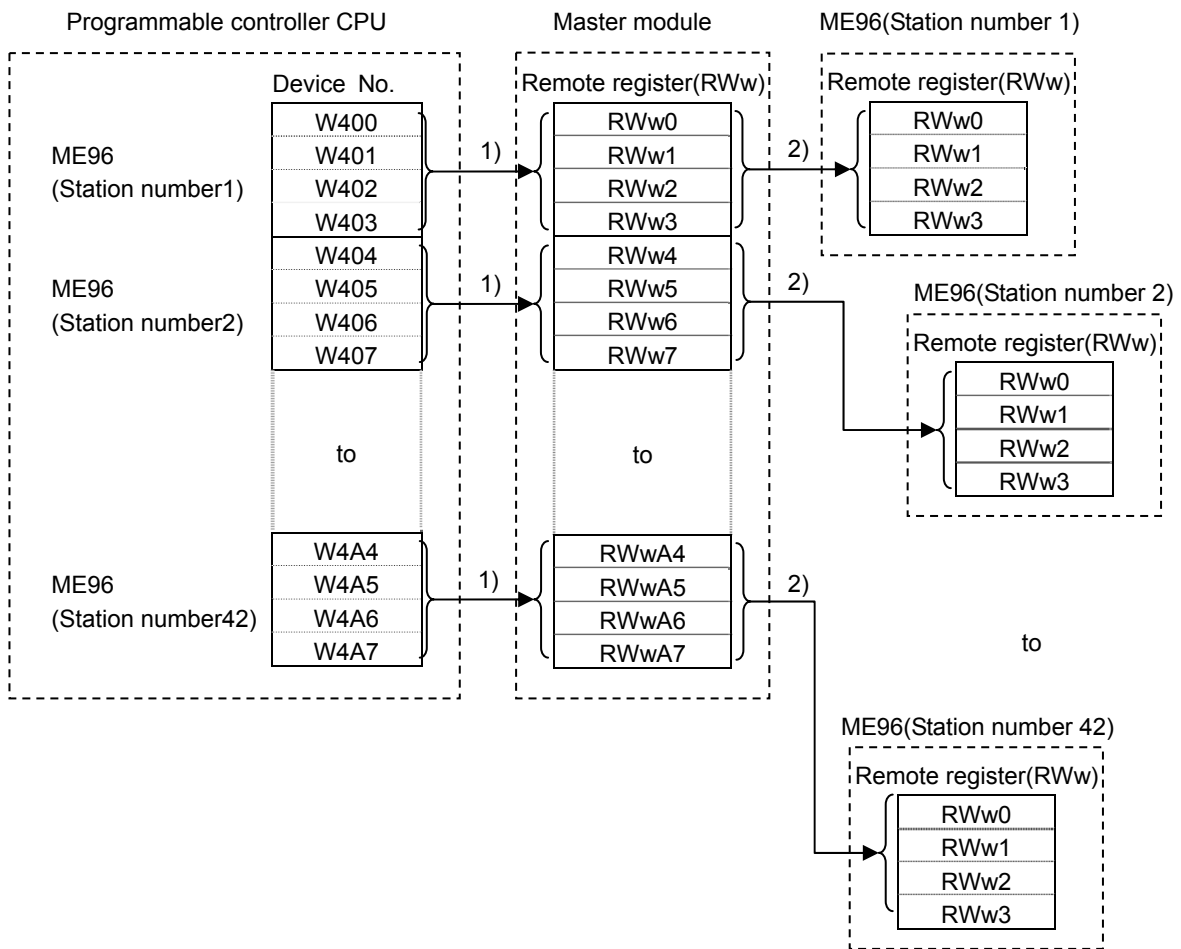 Programmable controller CPU
Device No.
ME96
(Station number1)
W400
W401
W402
W403
1)
ME96
(Station number2)
W404
W405
W406
W407
1)
to
ME96
(Station number42)
W4A4
W4A5
W4A6
W4A7
1)
Master module
Remote register(RWw)
RWw0
RWw1
RWw2
RWw3
2)
RWw4
RWw5
RWw6
RWw7
2)
to
RWwA4
RWwA5
RWwA6
RWwA7
2)
ME96(Station number 1)
Remote register(RWw)
RWw0
RWw1
RWw2
RWw3
ME96(Station number 2)
Remote register(RWw)
RWw0
RWw1
RWw2
RWw3
to
ME96(Station number 42)
Remote register(RWw)
RWw0
RWw1
RWw2
RWw3